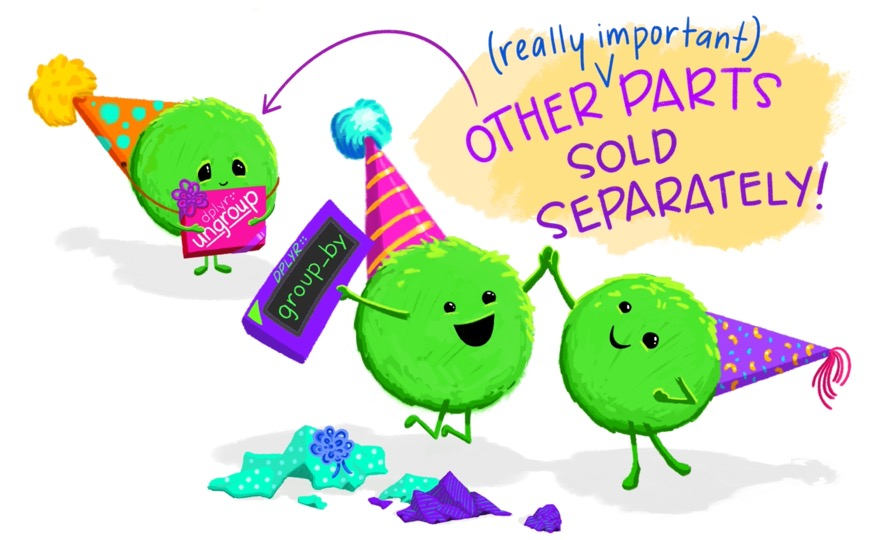 (really important)
OTHER PARTS
SOLD
SEPARATELY!
dplyr::
ungroup
DPLYR::
group_by